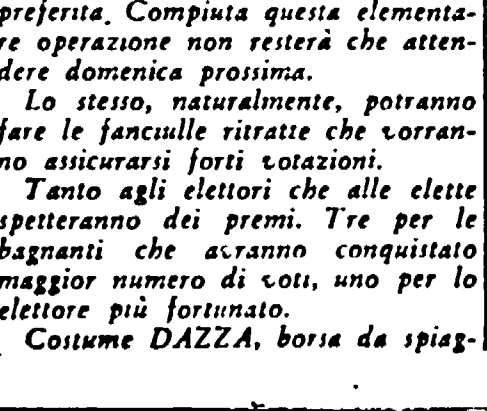 preferita. Compiuta questa elementa-
re operazione non resterà che atten-
dere domenica prossima.
Lo stesso, naturalmente, potranno
fare le fanciulle ritratte che vorran-
no assicurarsi forti votazioni.
Tanto agli elettori che alle elette
spetteranno dei premi. Tre per le
bagnanti che avranno conquistato
maggior numero di voti, uno per lo
elettore più fortunato.
Costume DAZZA, borsa da spiag-